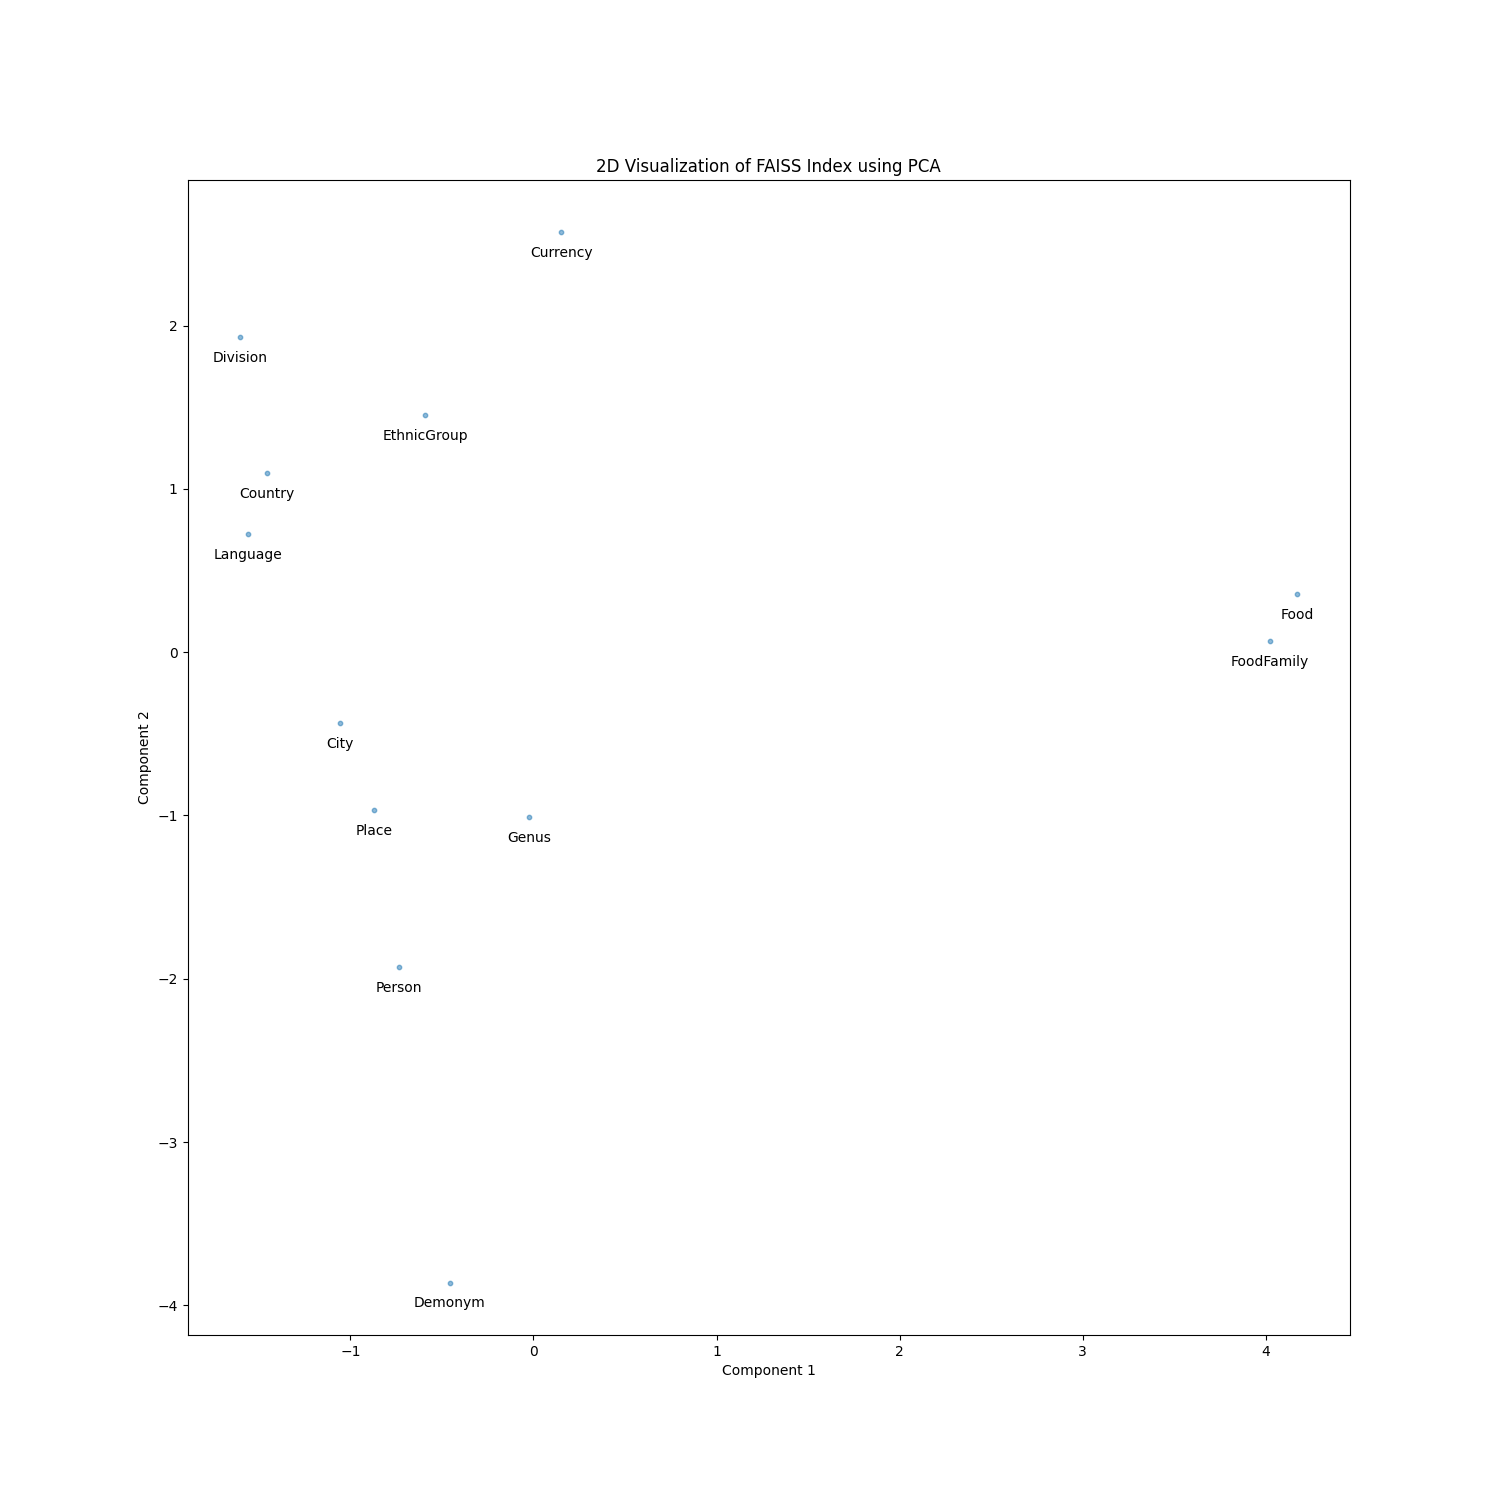 2D Visualization of FAISS Index using PCA
Currency
2
Division
EthnicGroup
1
Country
Language
Food
0
FoodFamily
City
Component 2
Place
−1
Genus
−2
Person
−3
Demonym
−4
−1 0 1 2 3 4
Component 1